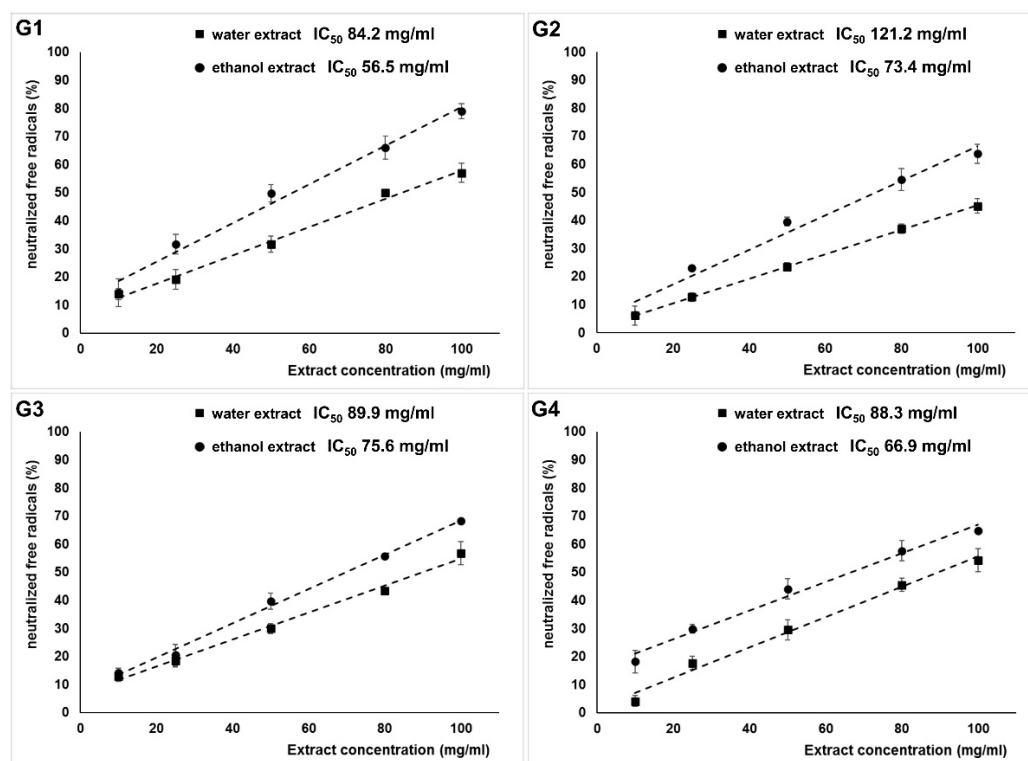 G1
■ water extract IC50 84.2 mg/ml
● ethanol extract IC50 56.5 mg/ml
neutralized free radicals (%)
100
90
80
70
60
50
40
30
20
10
0
0 20 40 60 80 100
Extract concentration (mg/ml)
G2
■ water extract IC50 121.2 mg/ml
● ethanol extract IC50 73.4 mg/ml
neutralized free radicals (%)
100
90
80
70
60
50
40
30
20
10
0
0 20 40 60 80 100
Extract concentration (mg/ml)
G3
■ water extract IC50 89.9 mg/ml
● ethanol extract IC50 75.6 mg/ml
neutralized free radicals (%)
100
90
80
70
60
50
40
30
20
10
0
0 20 40 60 80 100
Extract concentration (mg/ml)
G4
■ water extract IC50 88.3 mg/ml
● ethanol extract IC50 66.9 mg/ml
neutralized free radicals (%)
100
90
80
70
60
50
40
30
20
10
0
0 20 40 60 80 100
Extract concentration (mg/ml)